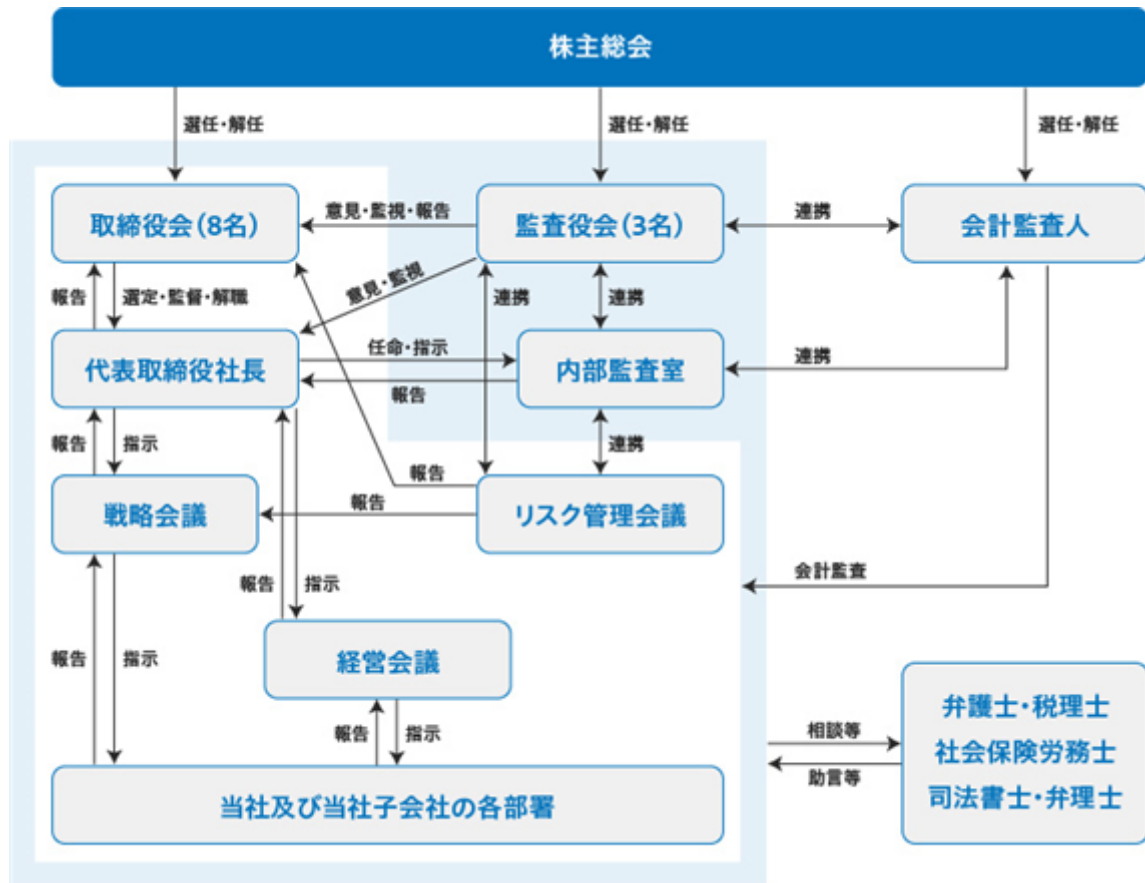 株主総会
選任・解任
選任・解任
選任・解任
取締役会(8名)
意見・監視・報告
監査役会(3名)
連携
会計監査人
報告
選定・監督・解職
意見・監視
連携
連携
代表取締役社長
任命・指示
報告
内部監査室
連携
報告
指示
報告
連携
戦略会議
報告
リスク管理会議
報告
指示
会計監査
経営会議
報告
指示
報告
指示
相談等
助言等
弁護士・税理士
社会保険労務士
司法書士・弁理士
当社及び当社子会社の各部署